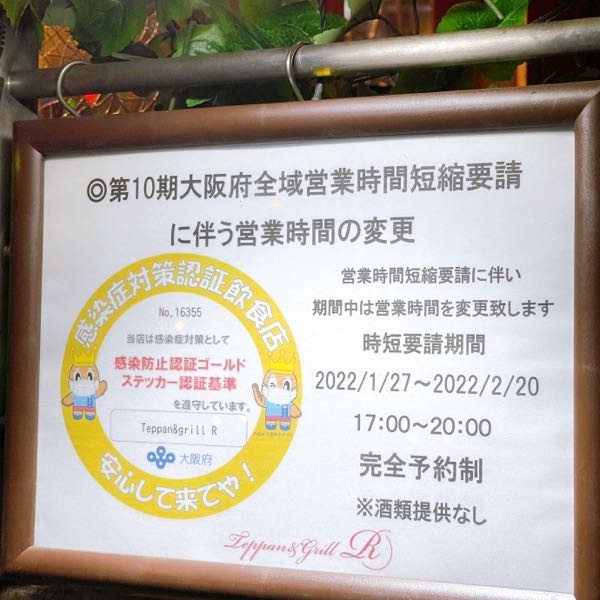 ◎第10期大阪府全域営業時間短縮要請
に伴う営業時間の変更
感染症対策認証飲食店
No.16355
当店は感染症対策として
感染防止認証ゴールド
ステッカー認証基準
を遵守しています。
Teppan&grill R
大阪府
安心して来てや!
営業時間短縮要請に伴い
期間中は営業時間を変更致します
時短要請期間
2022/1/27～2022/2/20
17:00～20:00
完全予約制
※酒類提供なし
Teppan&Grill R